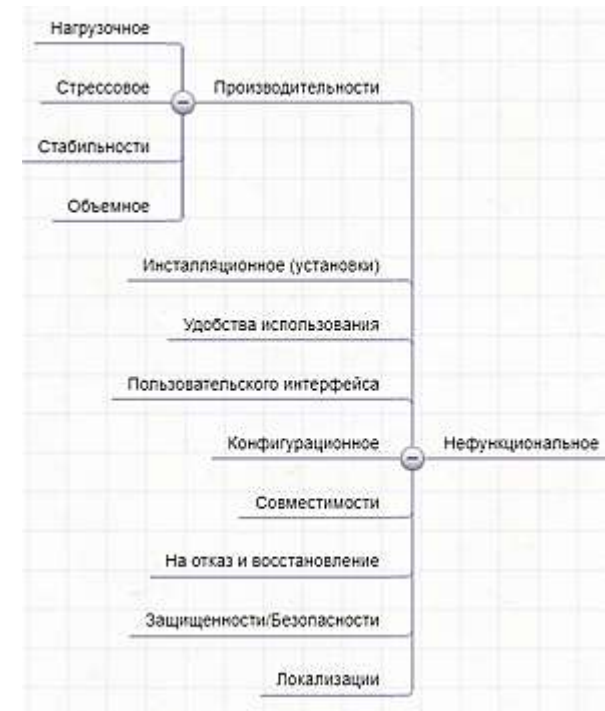 Нагрузочное
Стрессовое
Производительности
Стабильности
Объемное
Инсталляционное (установки)
Удобства использования
Пользовательского интерфейса
Конфигурационное
Нефункциональное
Совместимости
На отказ и восстановление
Защищенности/Безопасности
Локализации